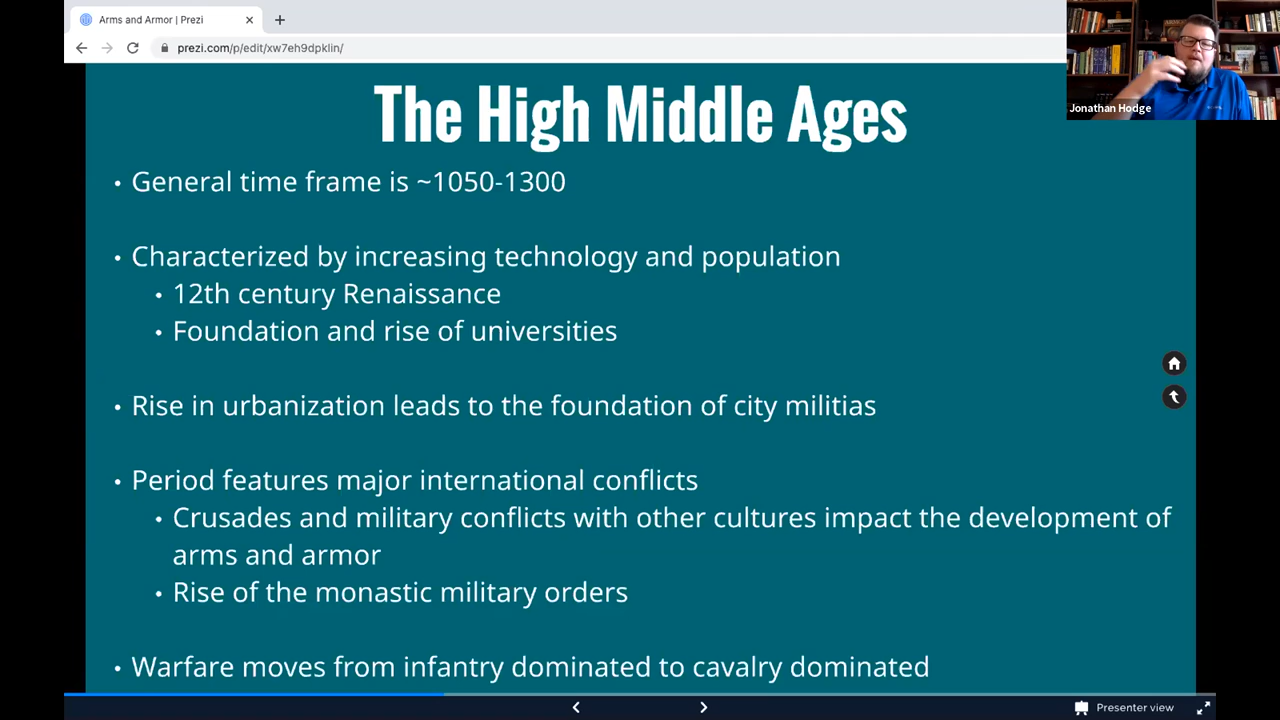 Arms and Armor | Prezi
prezi.com/p/edit/xw7eh9dpklin/
Jonathan Hodge
The High Middle Ages
• General time frame is ~1050-1300
• Characterized by increasing technology and population
• 12th century Renaissance
• Foundation and rise of universities
• Rise in urbanization leads to the foundation of city militias
• Period features major international conflicts
• Crusades and military conflicts with other cultures impact the development of
arms and armor
• Rise of the monastic military orders
• Warfare moves from infantry dominated to cavalry dominated
Presenter view